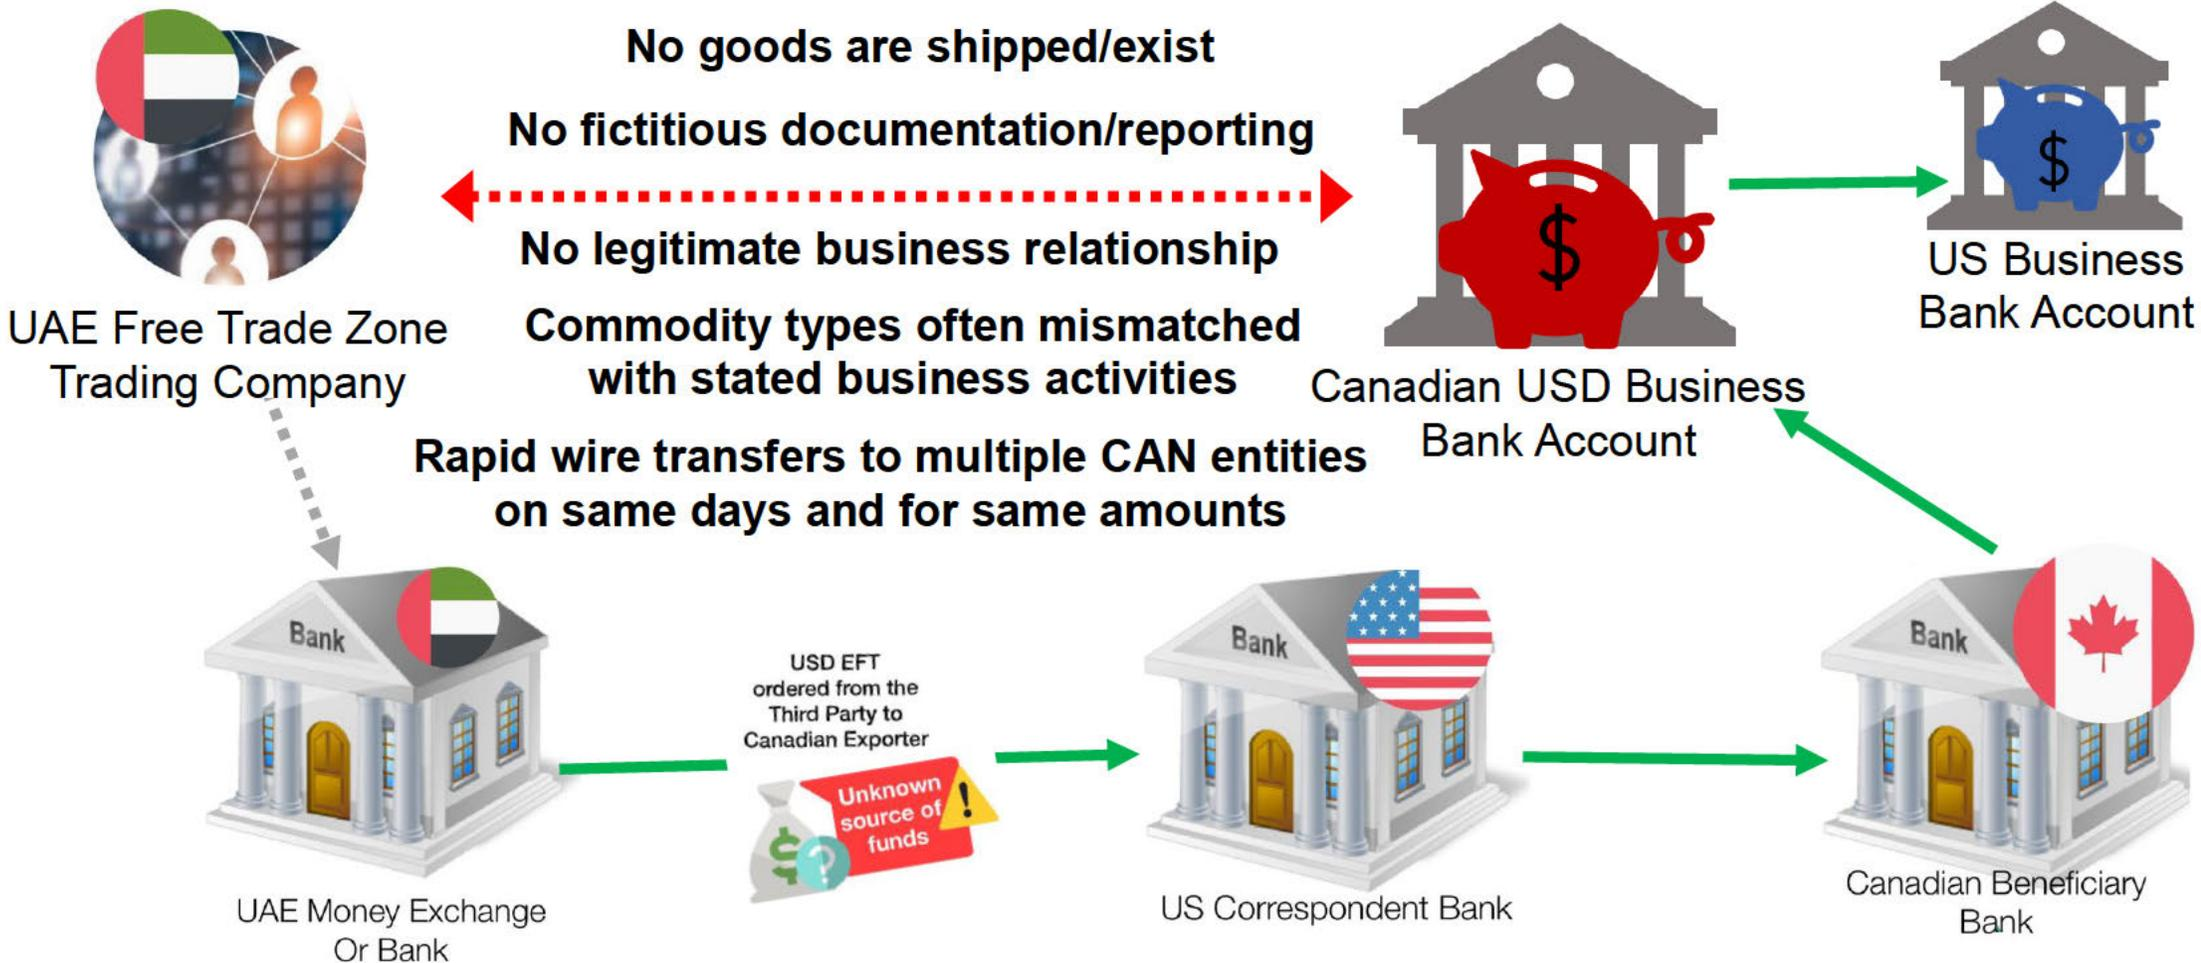 No goods are shipped/exist
No fictitious documentation/reporting
No legitimate business relationship
Commodity types often mismatched
with stated business activities
Rapid wire transfers to multiple CAN entities
on same days and for same amounts
UAE Free Trade Zone
Trading Company
$
Canadian USD Business
Bank Account
$
US Business
Bank Account
Bank
UAE Money Exchange
Or Bank
USD EFT
ordered from the
Third Party to
Canadian Exporter
Unknown
source of
funds
!
$
?
Bank
US Correspondent Bank
Bank
Canadian Beneficiary
Bank